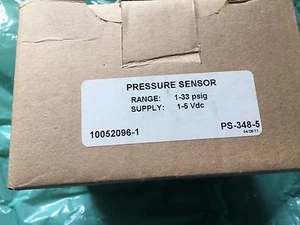 PRESSURE SENSOR
RANGE: 1-33 psig
SUPPLY: 1-5 Vdc
10052096-1 PS-348-5